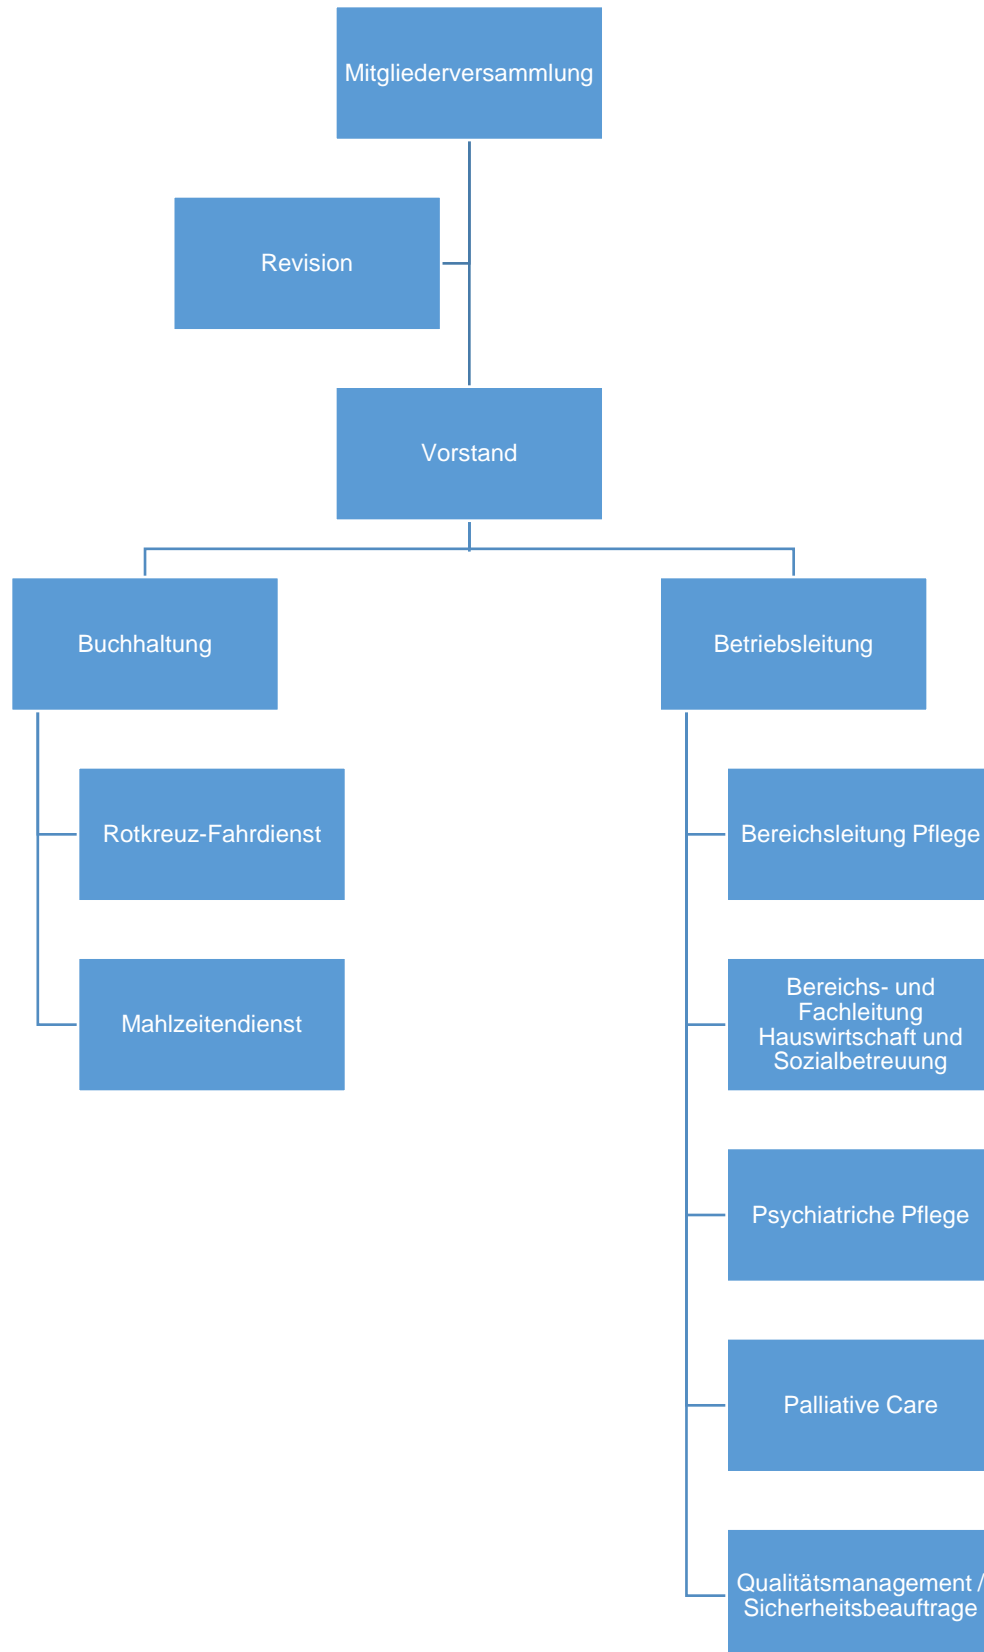 Mitgliederversammlung
Revision
Vorstand
Buchhaltung
Betriebsleitung
Rotkreuz-Fahrdienst
Bereichsleitung Pflege
Mahlzeitendienst
Bereichs- und
Fachleitung
Hauswirtschaft und
Sozialbetreuung
Psychiatriche Pflege
Palliative Care
Qualitätsmanagement /
Sicherheitsbeauftrage